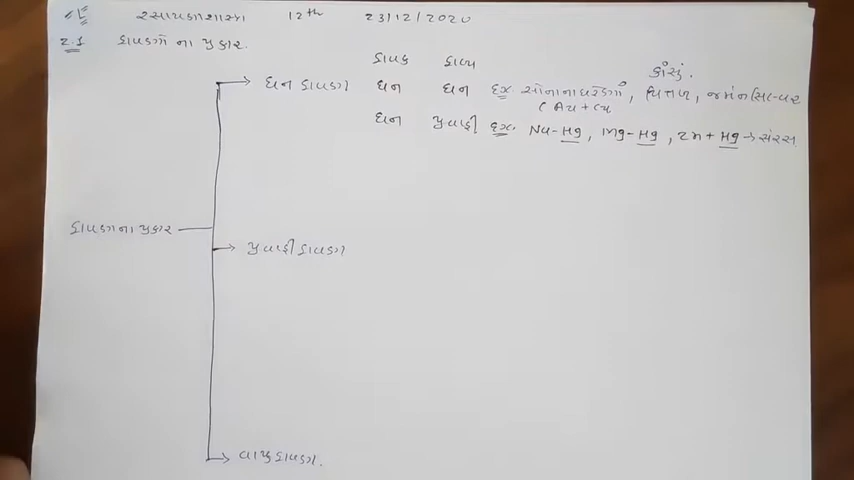 રસાયણશાસ્ત્ર 12th 23/12/2020
2.1 દ્રાવણોના પ્રકાર.
દ્રાવક દ્રાવ્ય
કાંસું.
ઘન દ્રાવણ ઘન ઘન દા.ત. સોનાના ઘરેણાં, પિત્તળ, જર્મન સિલ્વર
(Au + Cu
ઘન પ્રવાહી દા.ત. Na-Hg, Mg-Hg, Zn + Hg → સંરસ.
દ્રાવણના પ્રકાર
પ્રવાહી દ્રાવણ
વાયુ દ્રાવણ.